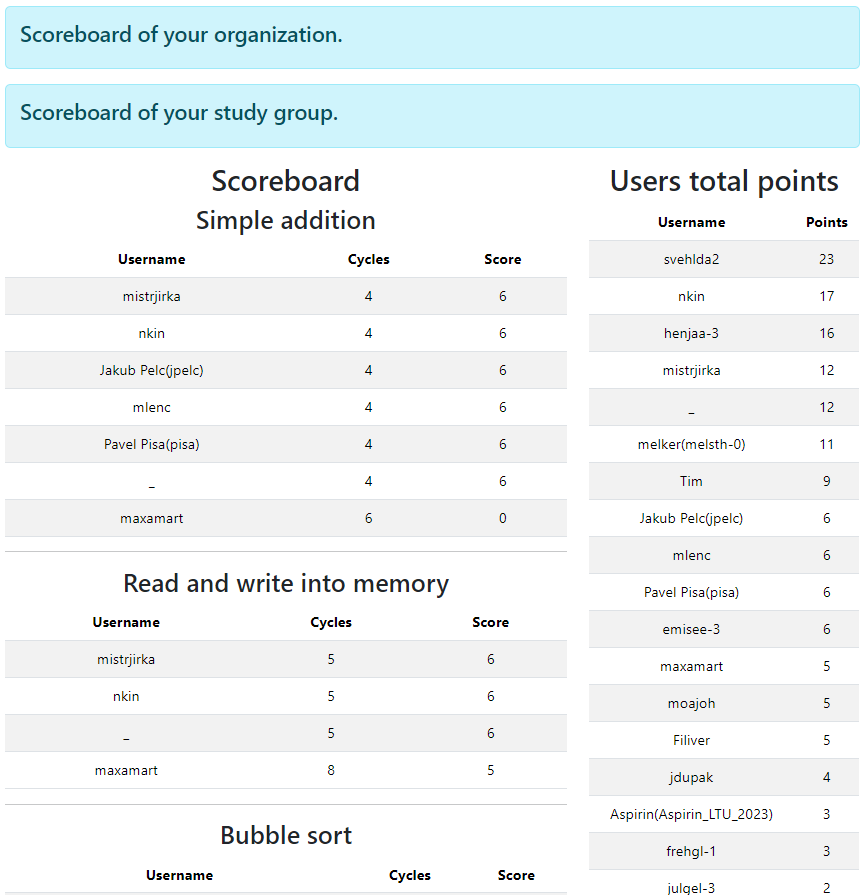 Scoreboard of your organization.
Scoreboard of your study group.
Scoreboard
Simple addition
Username Cycles Score
mistrjirka 4 6
nkin 4 6
Jakub Pelc(jpelc) 4 6
mlenc 4 6
Pavel Pisa(pisa) 4 6
_ 4 6
maxamart 6 0
Read and write into memory
Username Cycles Score
mistrjirka 5 6
nkin 5 6
_ 5 6
maxamart 8 5
Bubble sort
Username Cycles Score
Users total points
Username Points
svehlda2 23
nkin 17
henjaa-3 16
mistrjirka 12
_ 12
melker(melsth-0) 11
Tim 9
Jakub Pelc(jpelc) 6
mlenc 6
Pavel Pisa(pisa) 6
emisee-3 6
maxamart 5
moajoh 5
Filiver 5
jdupak 4
Aspirin(Aspirin_LTU_2023) 3
frehgl-1 3
julgel-3 2